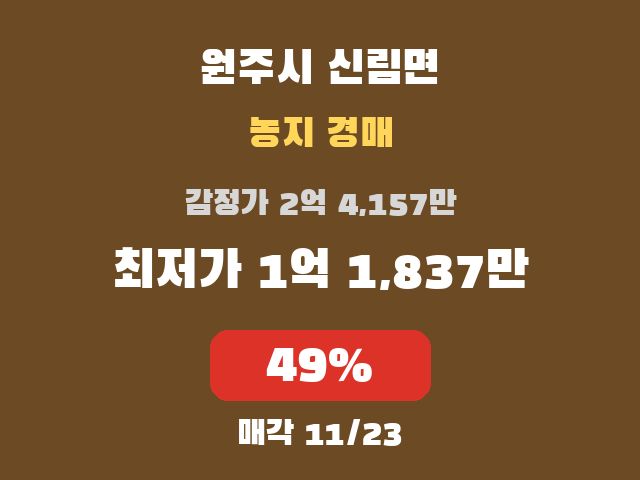 원주시 신림면
농지 경매
감정가 2억 4,157만
최저가 1억 1,837만
49%
매각 11/23